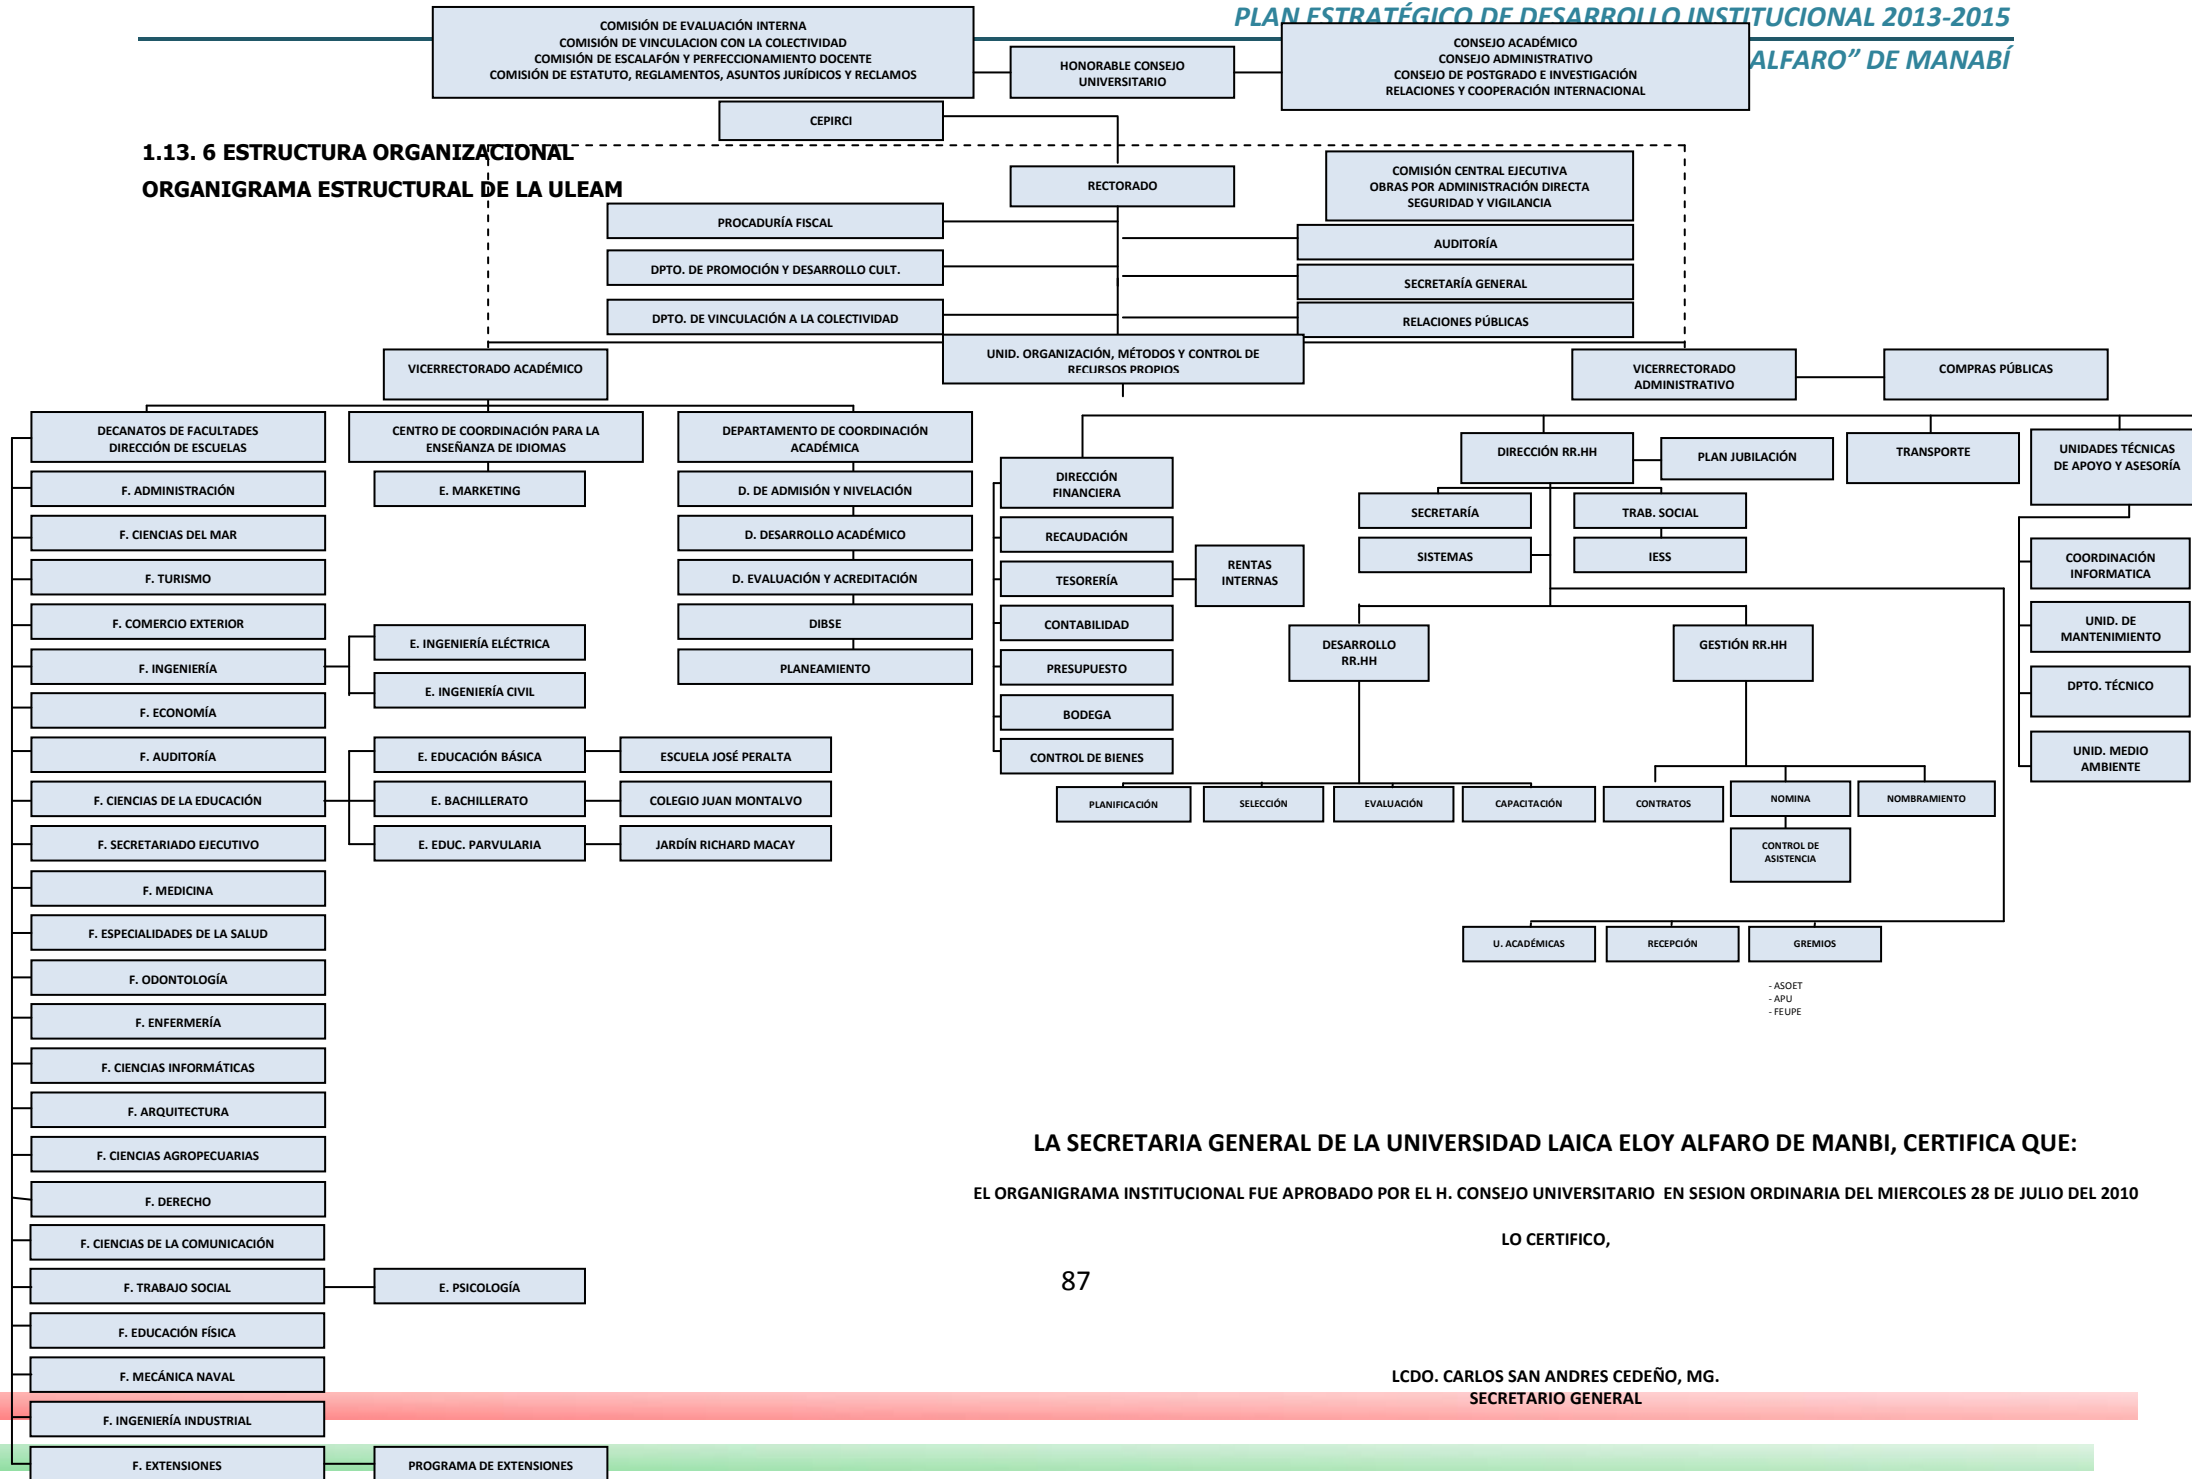 PLAN ESTRATÉGICO DE DESARROLLO INSTITUCIONAL 2013-2015
ALFARO” DE MANABÍ
COMISIÓN DE EVALUACIÓN INTERNA
COMISIÓN DE VINCULACION CON LA COLECTIVIDAD
COMISIÓN DE ESCALAFÓN Y PERFECCIONAMIENTO DOCENTE
COMISIÓN DE ESTATUTO, REGLAMENTOS, ASUNTOS JURÍDICOS Y RECLAMOS
HONORABLE CONSEJO
UNIVERSITARIO
CONSEJO ACADÉMICO
CONSEJO ADMINISTRATIVO
CONSEJO DE POSTGRADO E INVESTIGACIÓN
RELACIONES Y COOPERACIÓN INTERNACIONAL
CEPIRCI
1.13. 6 ESTRUCTURA ORGANIZACIONAL
ORGANIGRAMA ESTRUCTURAL DE LA ULEAM
RECTORADO
COMISIÓN CENTRAL EJECUTIVA
OBRAS POR ADMINISTRACIÓN DIRECTA
SEGURIDAD Y VIGILANCIA
PROCADURÍA FISCAL
AUDITORÍA
DPTO. DE PROMOCIÓN Y DESARROLLO CULT.
SECRETARÍA GENERAL
DPTO. DE VINCULACIÓN A LA COLECTIVIDAD
RELACIONES PÚBLICAS
UNID. ORGANIZACIÓN, MÉTODOS Y CONTROL DE
RECURSOS PROPIOS
VICERRECTORADO ACADÉMICO
VICERRECTORADO
ADMINISTRATIVO
COMPRAS PÚBLICAS
DECANATOS DE FACULTADES
DIRECCIÓN DE ESCUELAS
CENTRO DE COORDINACIÓN PARA LA
ENSEÑANZA DE IDIOMAS
DEPARTAMENTO DE COORDINACIÓN
ACADÉMICA
F. ADMINISTRACIÓN
E. MARKETING
D. DE ADMISIÓN Y NIVELACIÓN
F. CIENCIAS DEL MAR
D. DESARROLLO ACADÉMICO
F. TURISMO
D. EVALUACIÓN Y ACREDITACIÓN
F. COMERCIO EXTERIOR
DIBSE
F. INGENIERÍA
E. INGENIERÍA ELÉCTRICA
E. INGENIERÍA CIVIL
PLANEAMIENTO
F. ECONOMÍA
F. AUDITORÍA
E. EDUCACIÓN BÁSICA
ESCUELA JOSÉ PERALTA
F. CIENCIAS DE LA EDUCACIÓN
E. BACHILLERATO
COLEGIO JUAN MONTALVO
F. SECRETARIADO EJECUTIVO
E. EDUC. PARVULARIA
JARDÍN RICHARD MACAY
F. MEDICINA
F. ESPECIALIDADES DE LA SALUD
F. ODONTOLOGÍA
F. ENFERMERÍA
F. CIENCIAS INFORMÁTICAS
F. ARQUITECTURA
F. CIENCIAS AGROPECUARIAS
F. DERECHO
F. CIENCIAS DE LA COMUNICACIÓN
F. TRABAJO SOCIAL
E. PSICOLOGÍA
F. EDUCACIÓN FÍSICA
F. MECÁNICA NAVAL
F. INGENIERÍA INDUSTRIAL
F. EXTENSIONES
PROGRAMA DE EXTENSIONES
DIRECCIÓN
FINANCIERA
RECAUDACIÓN
TESORERÍA
RENTAS
INTERNAS
CONTABILIDAD
PRESUPUESTO
BODEGA
CONTROL DE BIENES
DIRECCIÓN RR.HH
PLAN JUBILACIÓN
TRANSPORTE
UNIDADES TÉCNICAS
DE APOYO Y ASESORÍA
SECRETARÍA
TRAB. SOCIAL
SISTEMAS
IESS
COORDINACIÓN
INFORMATICA
UNID. DE
MANTENIMIENTO
DPTO. TÉCNICO
UNID. MEDIO
AMBIENTE
DESARROLLO
RR.HH
GESTIÓN RR.HH
PLANIFICACIÓN
SELECCIÓN
EVALUACIÓN
CAPACITACIÓN
CONTRATOS
NOMINA
NOMBRAMIENTO
CONTROL DE
ASISTENCIA
U. ACADÉMICAS
RECEPCIÓN
GREMIOS
- ASOET
- APU
- FEUPE
LA SECRETARIA GENERAL DE LA UNIVERSIDAD LAICA ELOY ALFARO DE MANBI, CERTIFICA QUE:
EL ORGANIGRAMA INSTITUCIONAL FUE APROBADO POR EL H. CONSEJO UNIVERSITARIO EN SESION ORDINARIA DEL MIERCOLES 28 DE JULIO DEL 2010
LO CERTIFICO,
87
LCDO. CARLOS SAN ANDRES CEDEÑO, MG.
SECRETARIO GENERAL